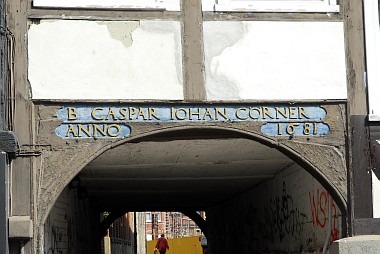 B CASPAR IOHAN. CORNER
ANNO 1681